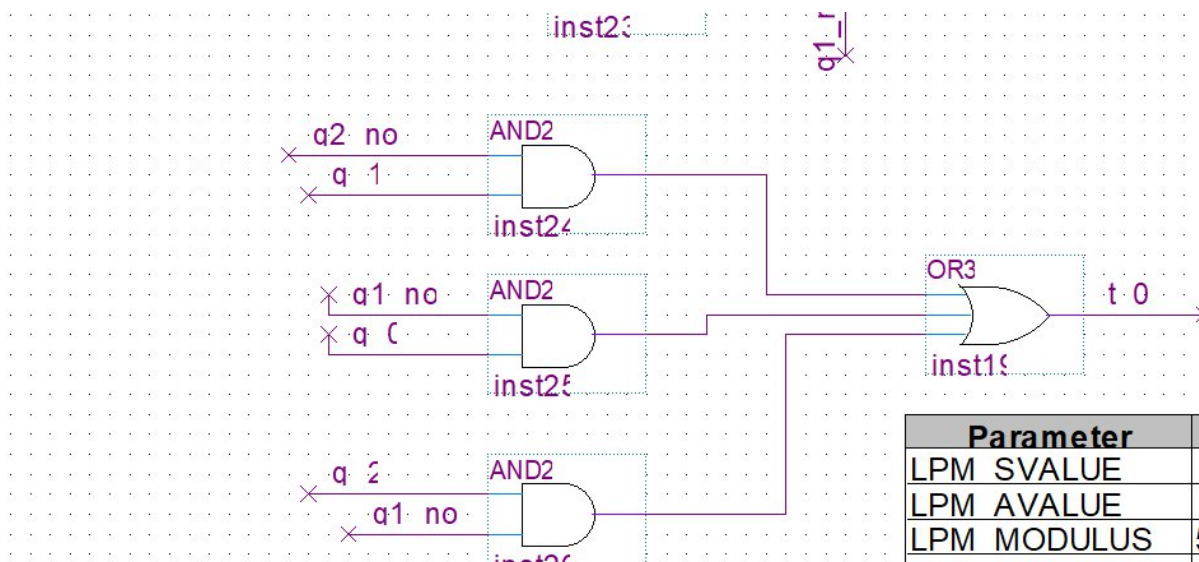 inst23
q1_n
q2_no
AND2
q_1
inst24
OR3
t_0
q1_no
AND2
q_0
inst25
inst19
Parameter
q_2
AND2
LPM_SVALUE
q1_no
LPM_AVALUE
LPM_MODULUS